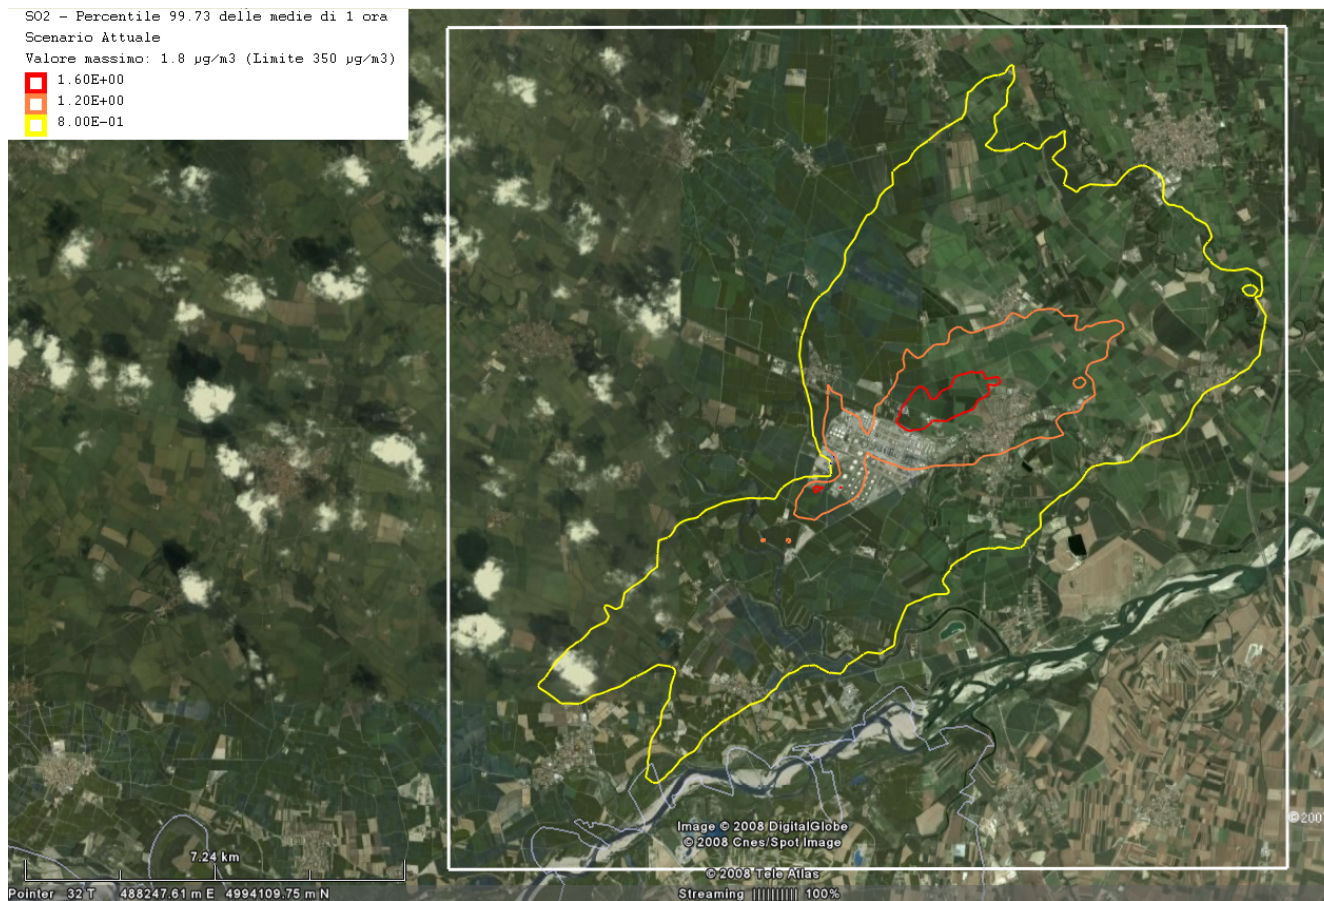 SO2 - Percentile 99.73 delle medie di 1 ora
Scenario Attuale
Valore massimo: 1.8 µg/m3 (Limite 350 µg/m3)
1.60E+00
1.20E+00
8.00E-01
Image © 2008 DigitalGlobe
© 2008 Cnes/Spot Image
© 2007
7.24 km
© 2008 Tele Atlas
Pointer 32 T 488247.61 m E 4994109.75 m N
Streaming |||||||||| 100%